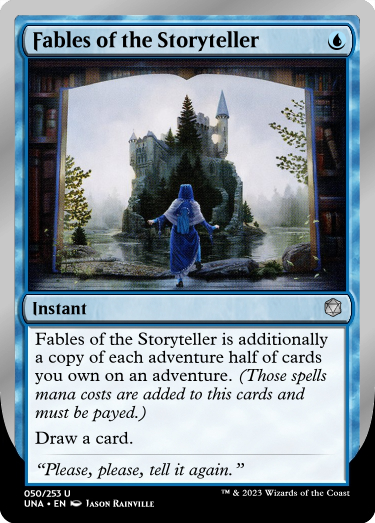 Fables of the Storyteller
Instant
Fables of the Storyteller is additionally
a copy of each adventure half of cards
you own on an adventure. (Those spells
mana costs are added to this cards and
must be payed.)
Draw a card.
“Please, please, tell it again.”
050/253 U
UNA • EN Jason Rainville
™ & 2023 Wizards of the Coast